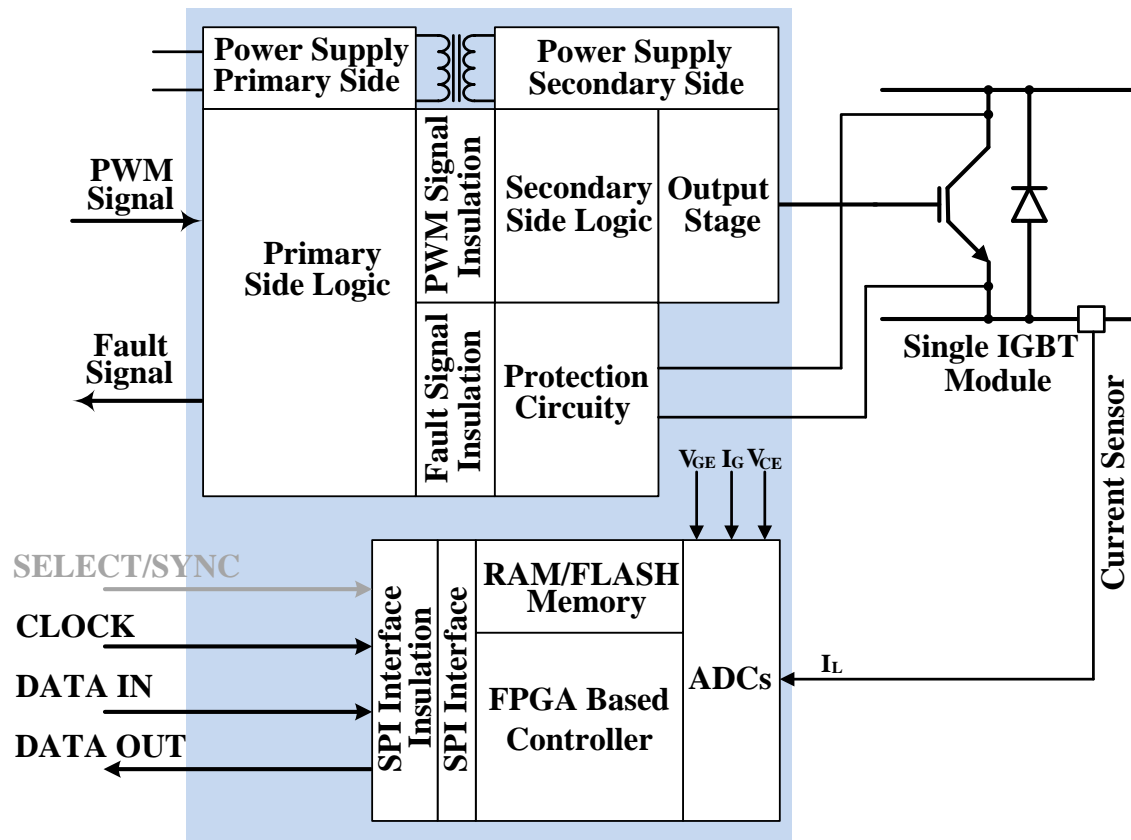 Power Supply
Primary Side
Power Supply
Secondary Side
PWM
Signal
Primary
Side Logic
PWM Signal
Insulation
Secondary
Side Logic
Output
Stage
Fault
Signal
Fault Signal
Insulation
Protection
Circuity
Single IGBT
Module
Current Sensor
VGE IG VCE
SELECT/SYNC
CLOCK
DATA IN
DATA OUT
SPI Interface
Insulation
SPI Interface
RAM/FLASH
Memory
FPGA Based
Controller
ADCs
IL